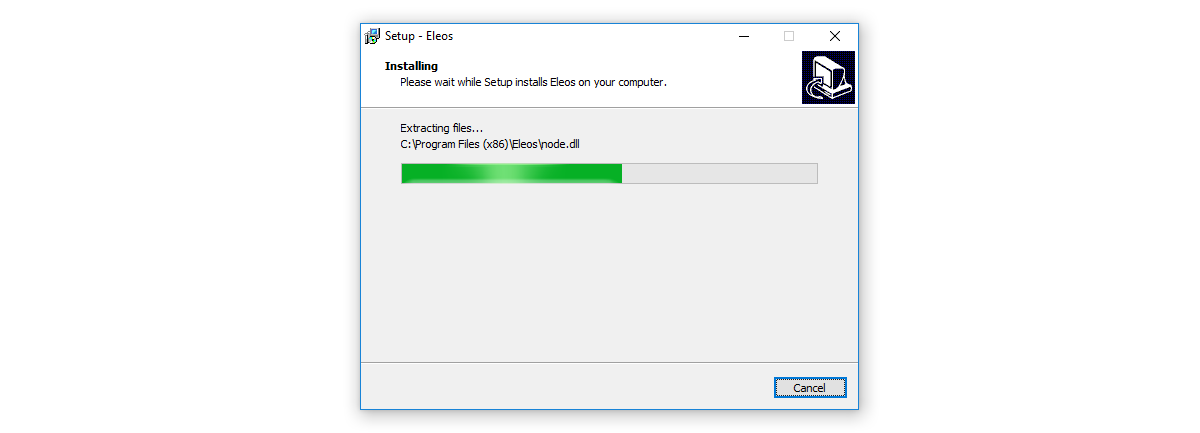 Setup - Eleos
Installing
Please wait while Setup installs Eleos on your computer.
Extracting files...
C:\Program Files (x86)\Eleos\node.dll
Cancel